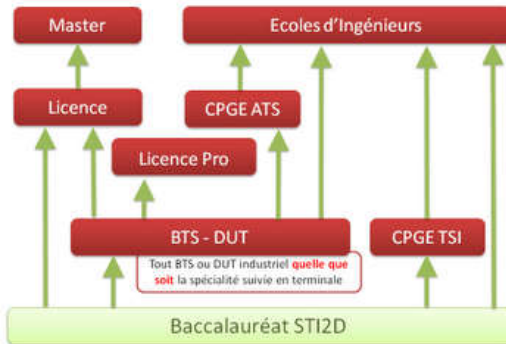 Master
Ecoles d'Ingénieurs
Licence
CPGE ATS
Licence Pro
BTS - DUT
CPGE TSI
Tout BTS ou DUT industriel quelle que
soit la spécialité suivie en terminale
Baccalauréat STI2D